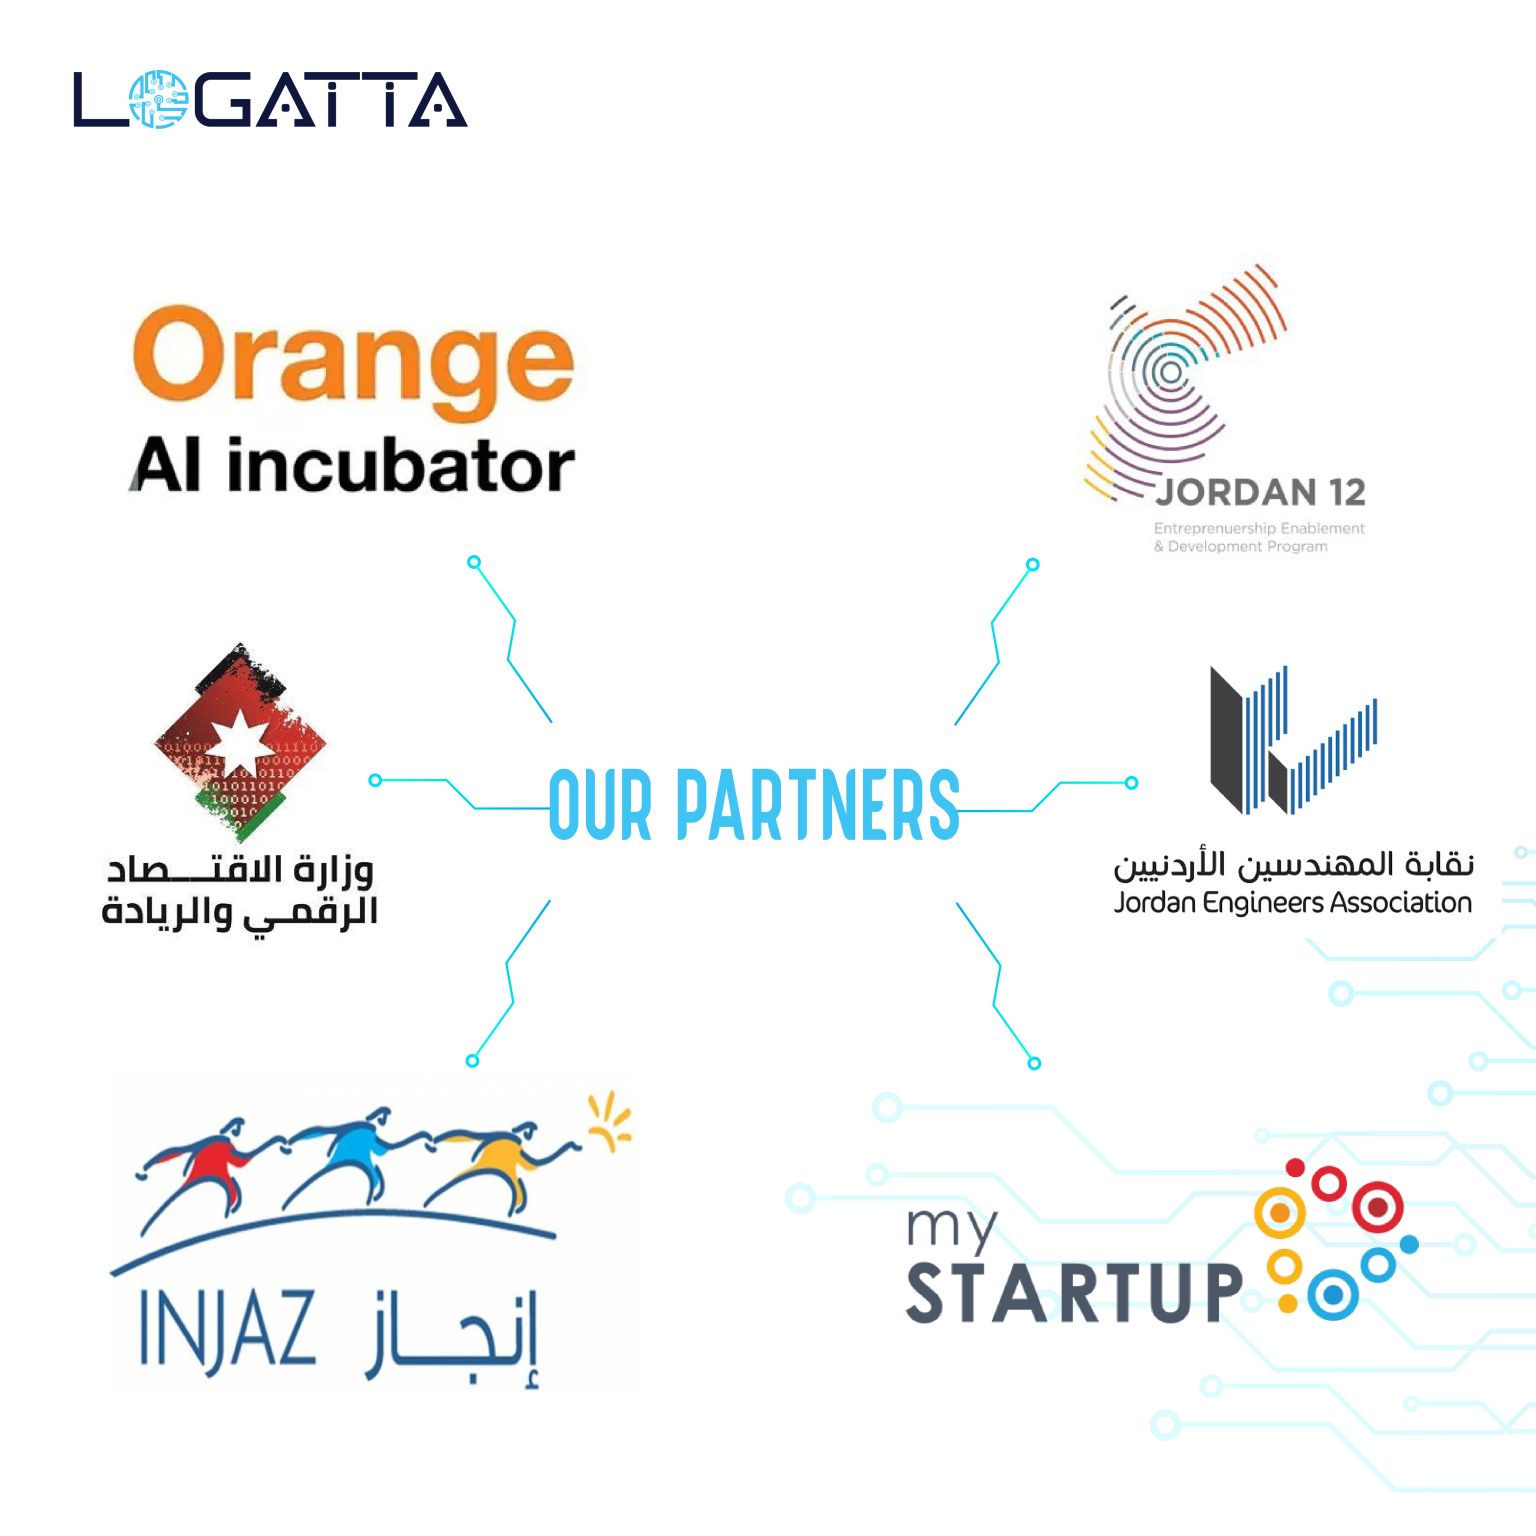 LOGATTA
Orange
AI incubator
JORDAN 12
Entreprenuership Enablement
& Development Program
وزارة الاقتـــصاد
الرقمـي والريادة
OUR PARTNERS
نقابة المهندسين الأردنيين
Jordan Engineers Association
INJAZ إنجاز
my
STARTUP